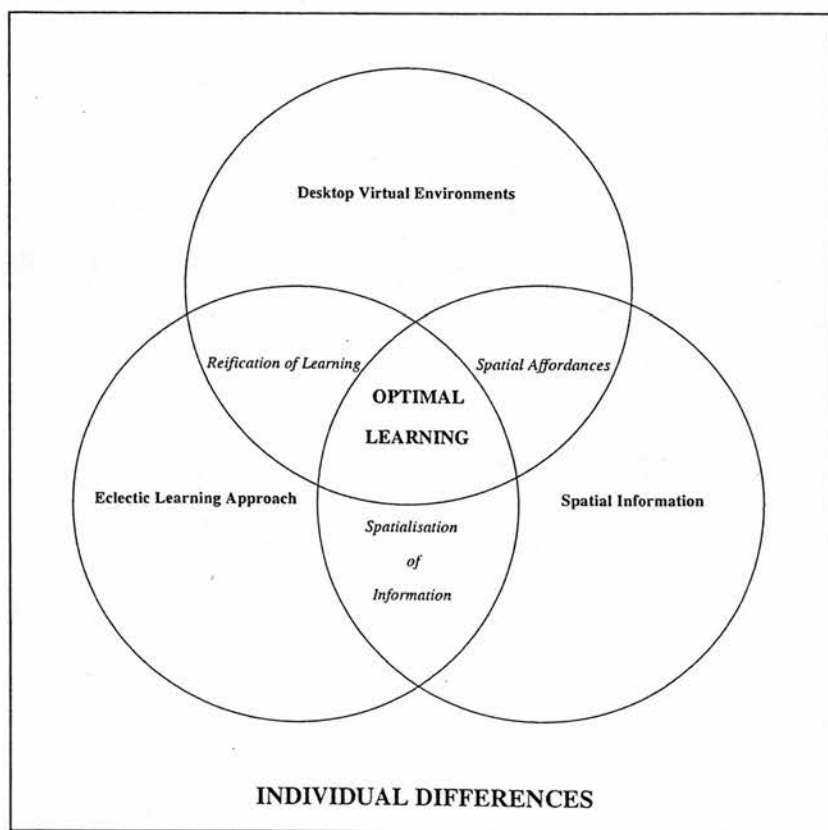 Desktop Virtual Environments
Reification of Learning
Spatial Affordances
OPTIMAL
LEARNING
Eclectic Learning Approach
Spatial Information
Spatialisation
of
Information
INDIVIDUAL DIFFERENCES